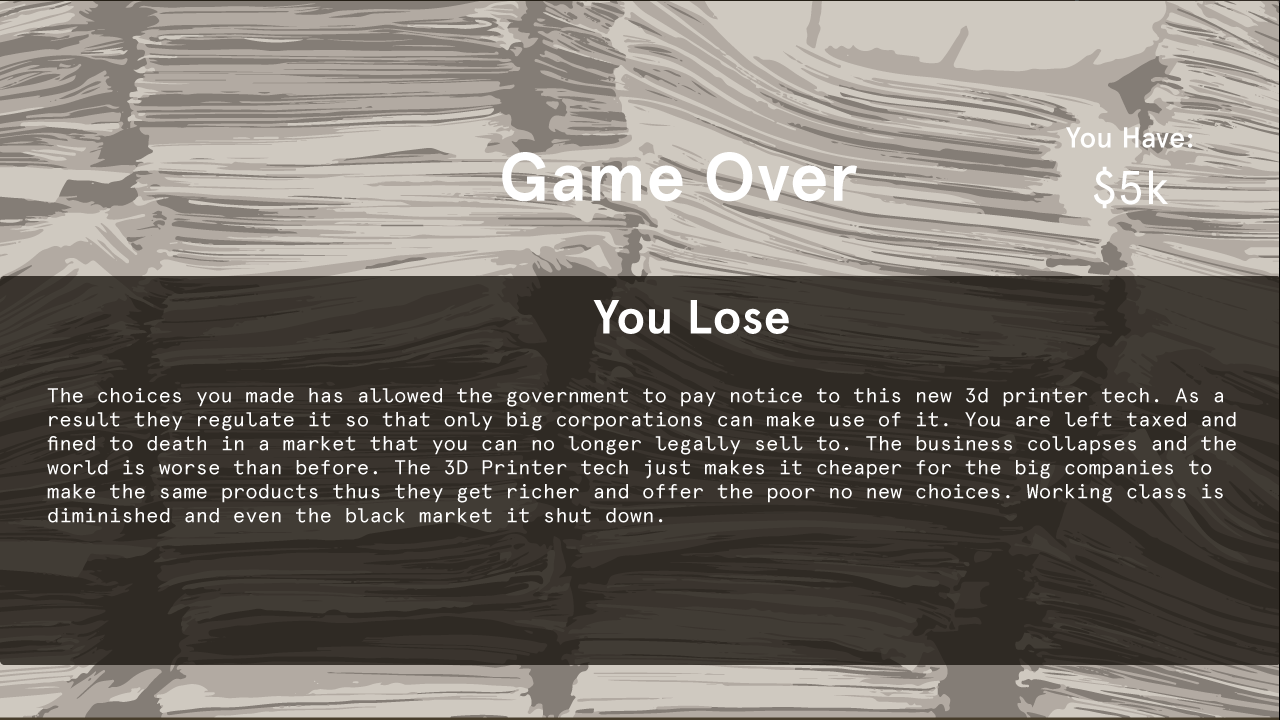 You Have:
Game Over
$5k
You Lose
The choices you made has allowed the government to pay notice to this new 3d printer tech. As a
result they regulate it so that only big corporations can make use of it. You are left taxed and
fined to death in a market that you can no longer legally sell to. The business collapses and the
world is worse than before. The 3D Printer tech just makes it cheaper for the big companies to
make the same products thus they get richer and offer the poor no new choices. Working class is
diminished and even the black market it shut down.